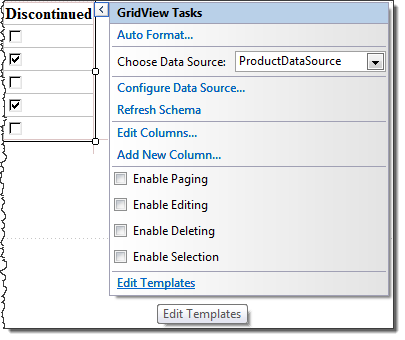 Discontinued
GridView Tasks
Auto Format...
Choose Data Source: ProductDataSource
Configure Data Source...
Refresh Schema
Edit Columns...
Add New Column...
Enable Paging
Enable Editing
Enable Deleting
Enable Selection
Edit Templates
Edit Templates